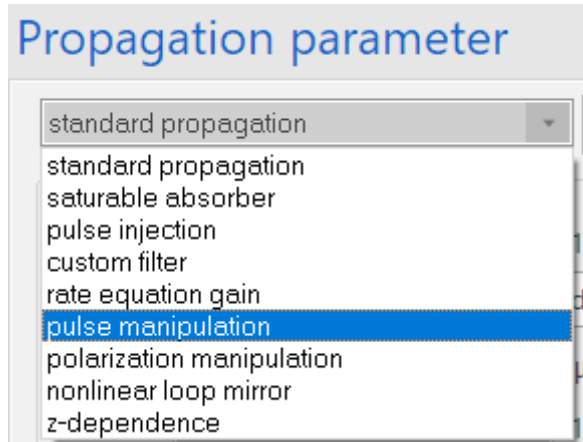 Propagation parameter
standard propagation
standard propagation
saturable absorber
pulse injection
custom filter
rate equation gain
pulse manipulation
polarization manipulation
nonlinear loop mirror
z-dependence